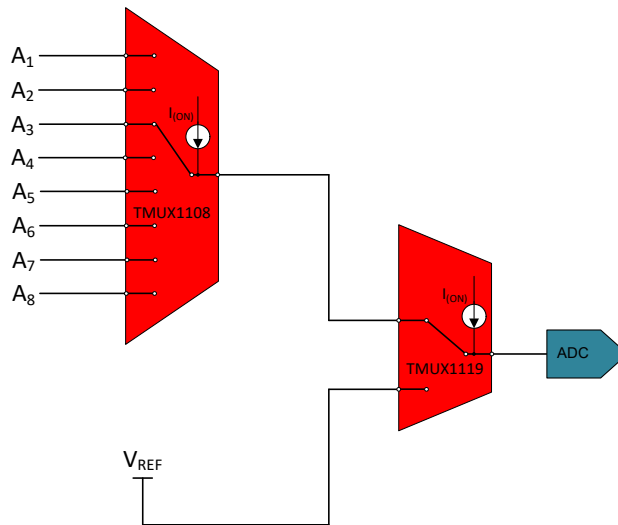 A₁
A₂
A₃
A₄
A₅
A₆
A₇
A₈
I(ON)
TMUX1108
I(ON)
TMUX1119
ADC
VREF